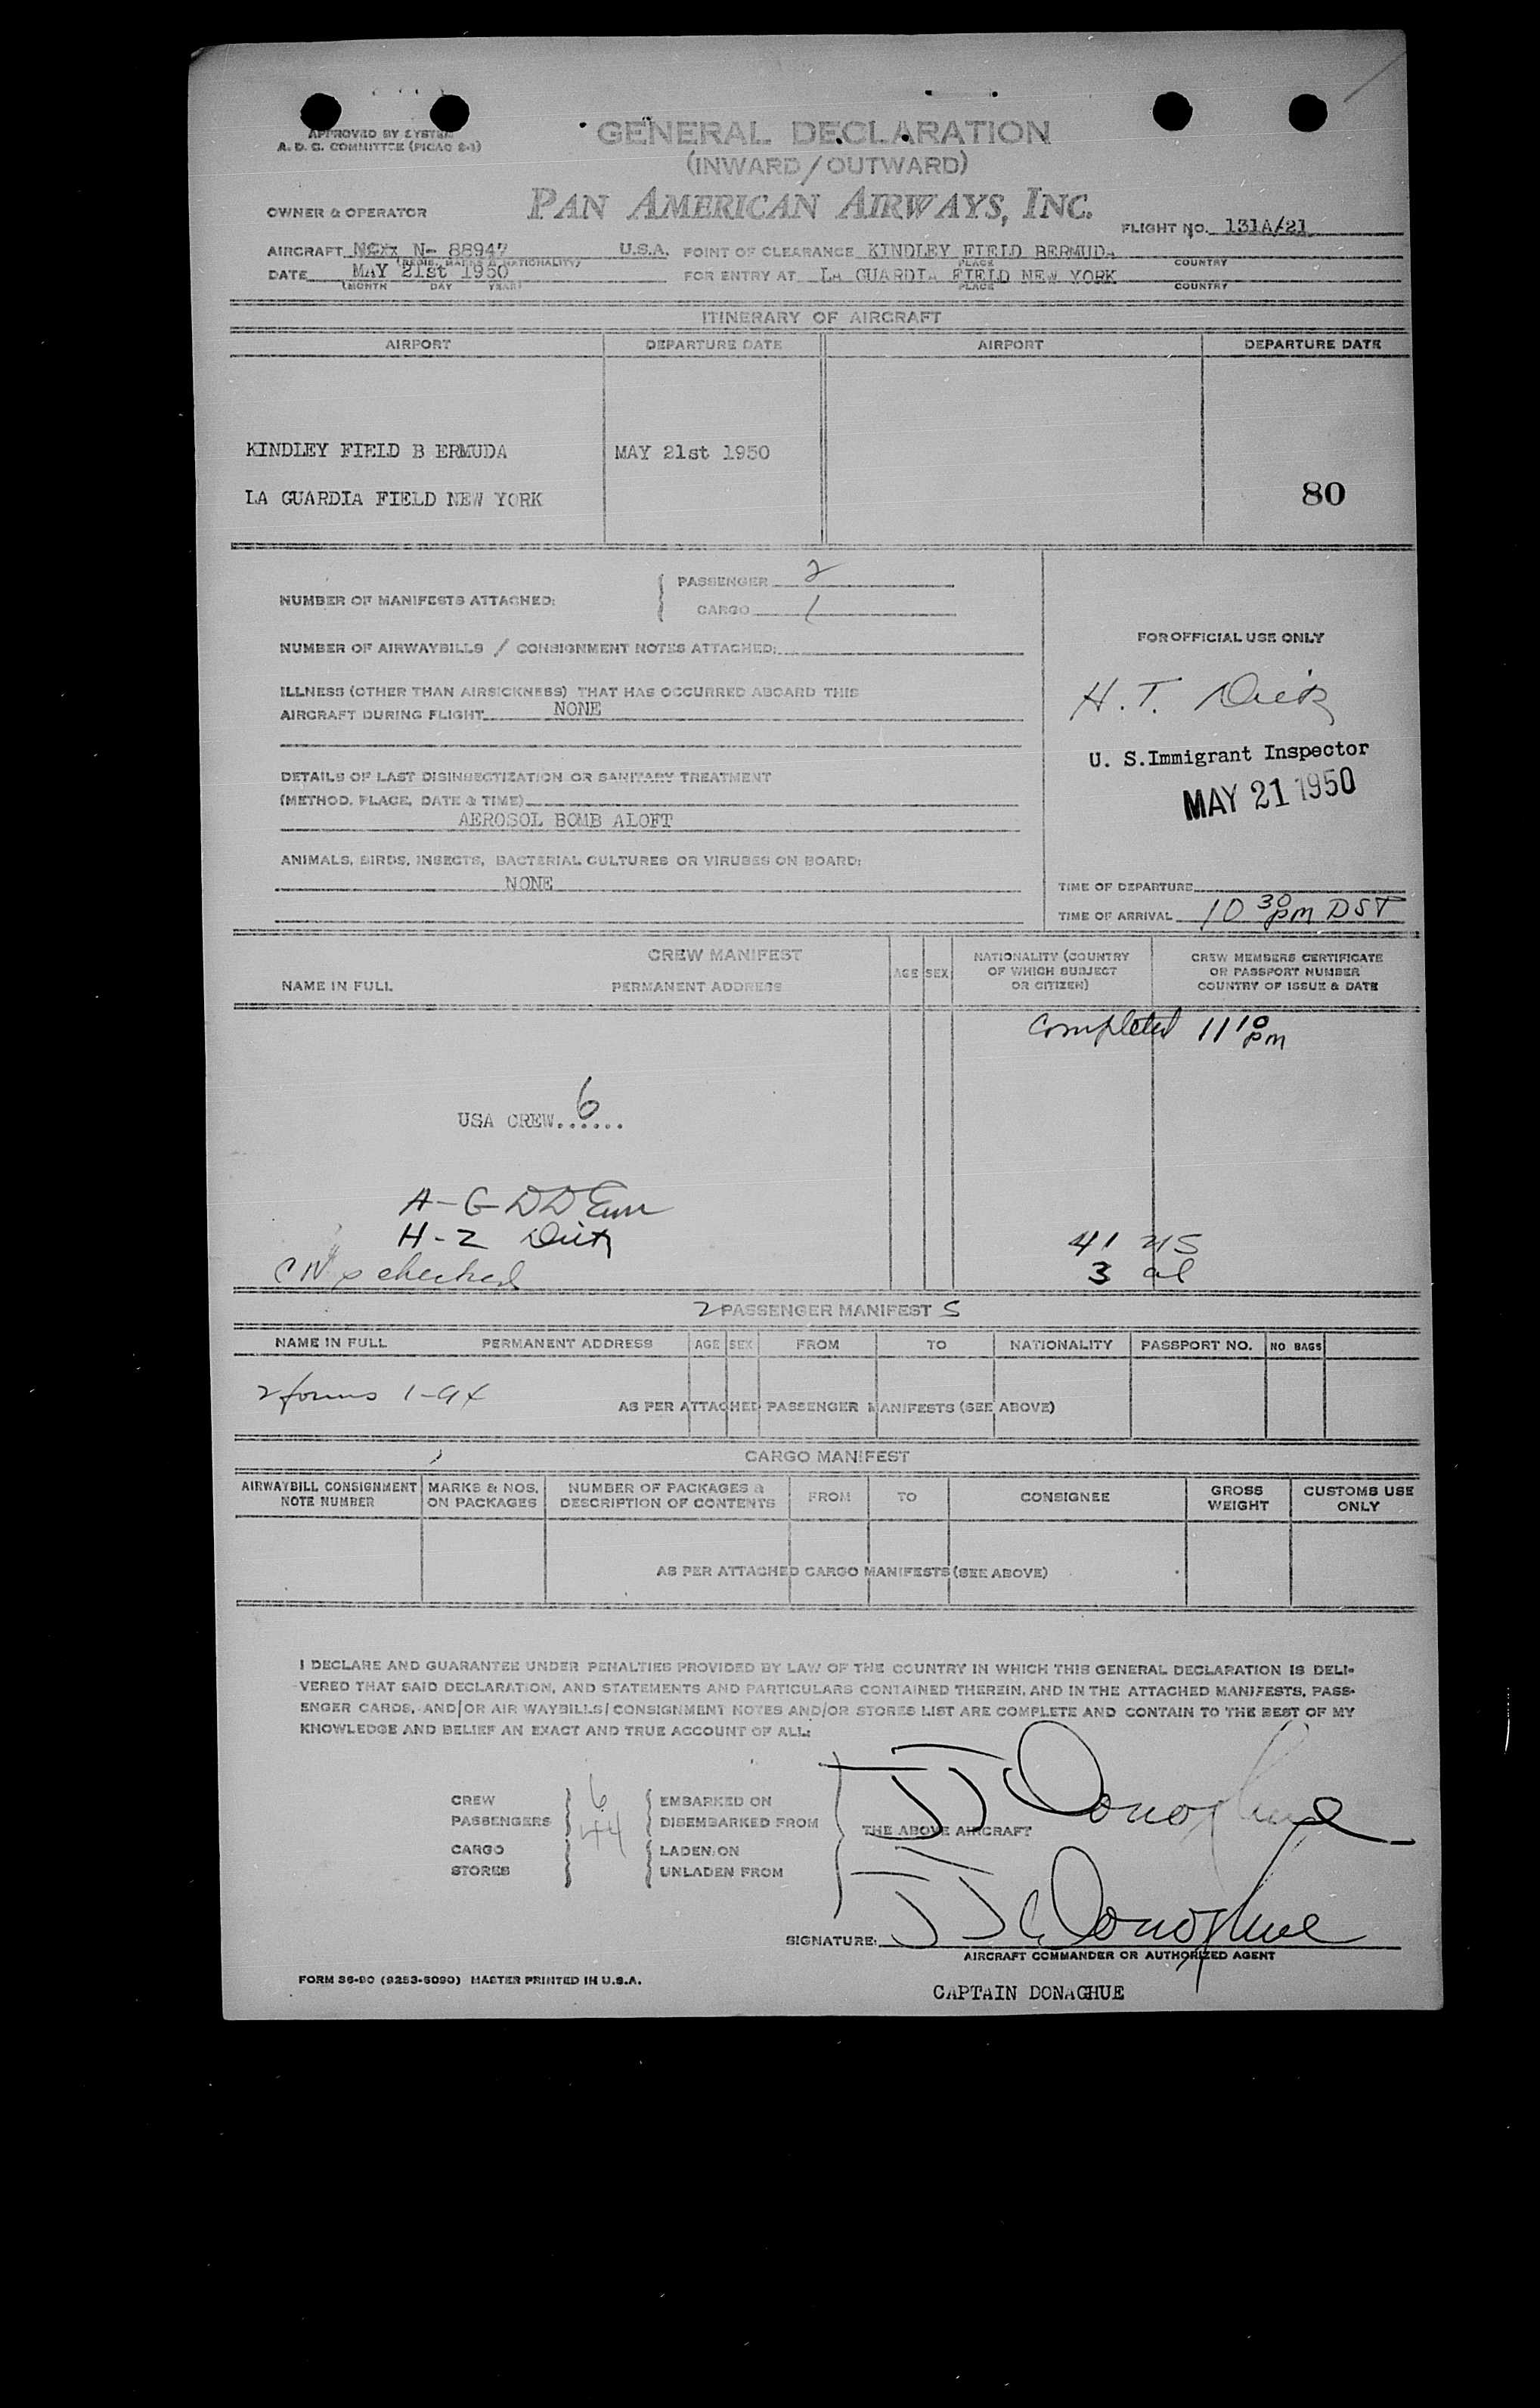 APPROVED BY SYSTEM
A. D. C. COMMITTEE (PICAO S-1)
GENERAL DECLARATION
(INWARD/OUTWARD)
PAN AMERICAN AIRWAYS, INC.
OWNER & OPERATOR
FLIGHT NO. 131A/21
AIRCRAFT N- 88947 U.S.A. POINT OF CLEARANCE KINDLEY FIELD BERMUDA
(REGIS. MARKS & NATIONALITY) PLACE COUNTRY
DATE MAY 21st 1950 FOR ENTRY AT LA GUARDIA FIELD NEW YORK
(MONTH DAY YEAR) PLACE COUNTRY
ITINERARY OF AIRCRAFT
AIRPORT DEPARTURE DATE AIRPORT DEPARTURE DATE
KINDLEY FIELD B ERMUDA MAY 21st 1950
LA GUARDIA FIELD NEW YORK 80
NUMBER OF MANIFESTS ATTACHED:
PASSENGER 2
CARGO 1
NUMBER OF AIRWAYBILLS / CONSIGNMENT NOTES ATTACHED:
ILLNESS (OTHER THAN AIRSICKNESS) THAT HAS OCCURRED ABOARD THIS
AIRCRAFT DURING FLIGHT NONE
DETAILS OF LAST DISINSECTIZATION OR SANITARY TREATMENT
(METHOD, PLACE, DATE & TIME)
AEROSOL BOMB ALOFT
ANIMALS, BIRDS, INSECTS, BACTERIAL CULTURES OR VIRUSES ON BOARD:
NONE
FOR OFFICIAL USE ONLY
H. T.
U. S. Immigrant Inspector
MAY 21 1950
TIME OF DEPARTURE
TIME OF ARRIVAL 10 30 pm DST
CREW MANIFEST
NAME IN FULL PERMANENT ADDRESS AGE SEX NATIONALITY (COUNTRY OF WHICH SUBJECT OR CITIZEN) CREW MEMBERS CERTIFICATE OR PASSPORT NUMBER COUNTRY OF ISSUE & DATE
Completed 11 10 pm
USA CREW...... 6
A-G DD
H-Z
checked
41 US
3 al
2 PASSENGER MANIFEST S
NAME IN FULL PERMANENT ADDRESS AGE SEX FROM TO NATIONALITY PASSPORT NO. NO BAGS
2 forms I-94
AS PER ATTACHED PASSENGER MANIFESTS (SEE ABOVE)
CARGO MANIFEST
AIRWAYBILL CONSIGNMENT NOTE NUMBER MARKS & NOS. ON PACKAGES NUMBER OF PACKAGES & DESCRIPTION OF CONTENTS FROM TO CONSIGNEE GROSS WEIGHT CUSTOMS USE ONLY
AS PER ATTACHED CARGO MANIFESTS (SEE ABOVE)
I DECLARE AND GUARANTEE UNDER PENALTIES PROVIDED BY LAW OF THE COUNTRY IN WHICH THIS GENERAL DECLARATION IS DELI-
VERED THAT SAID DECLARATION, AND STATEMENTS AND PARTICULARS CONTAINED THEREIN, AND IN THE ATTACHED MANIFESTS, PASS-
ENGER CARDS, AND/OR AIR WAYBILLS/CONSIGNMENT NOTES AND/OR STORES LIST ARE COMPLETE AND CONTAIN TO THE BEST OF MY
KNOWLEDGE AND BELIEF AN EXACT AND TRUE ACCOUNT OF ALL:
CREW 6 EMBARKED ON
PASSENGERS 44 DISEMBARKED FROM
THE ABOVE AIRCRAFT
CARGO LADEN ON
STORES UNLADEN FROM
JJ Donoghue
SIGNATURE: JJ Donoghue
AIRCRAFT COMMANDER OR AUTHORIZED AGENT
FORM 36-90 (9253-5090) MASTER PRINTED IN U.S.A.
CAPTAIN DONAGHUE